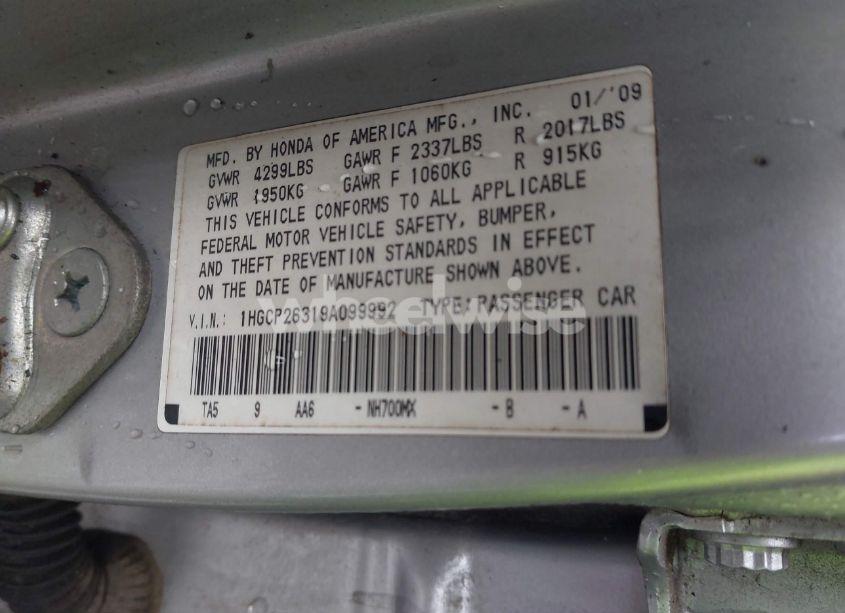 MFD. BY HONDA OF AMERICA MFG., INC. 01/'09
GVWR 4299LBS GAWR F 2337LBS R 2017LBS
GVWR 1950KG GAWR F 1060KG R 915KG
THIS VEHICLE CONFORMS TO ALL APPLICABLE
FEDERAL MOTOR VEHICLE SAFETY, BUMPER,
AND THEFT PREVENTION STANDARDS IN EFFECT
ON THE DATE OF MANUFACTURE SHOWN ABOVE.
V.I.N.: 1HGCP26319A099992 TYPE: PASSENGER CAR
wheelwise
TA5 9 AA6 -NH700MX -B -A